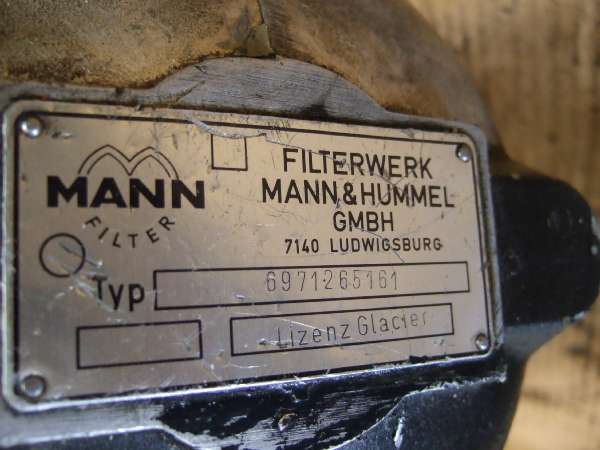 MANN
FILTER
FILTERWERK
MANN & HUMMEL
GMBH
7140 LUDWIGSBURG
Typ 6971265161
Lizenz Glacier